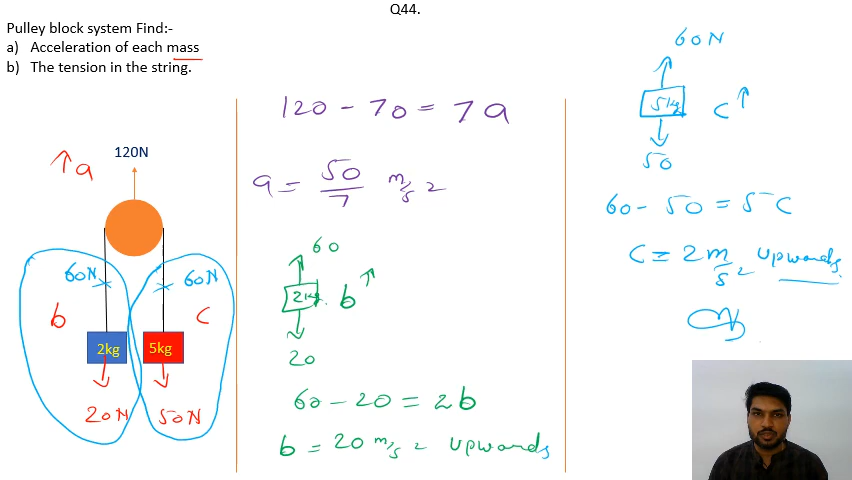 Q44.
Pulley block system Find:-
a) Acceleration of each mass
b) The tension in the string.
↑a
120N
60N
60N
b
c
2kg
5kg
20N
50N
120 - 70 = 7a
a = 50/7 m/s2
60
2kg
b↑
20
60 - 20 = 2b
b = 20 m/s2 upwards
60N
5kg
c↑
50
60 - 50 = 5c
c = 2 m/s2 upwards